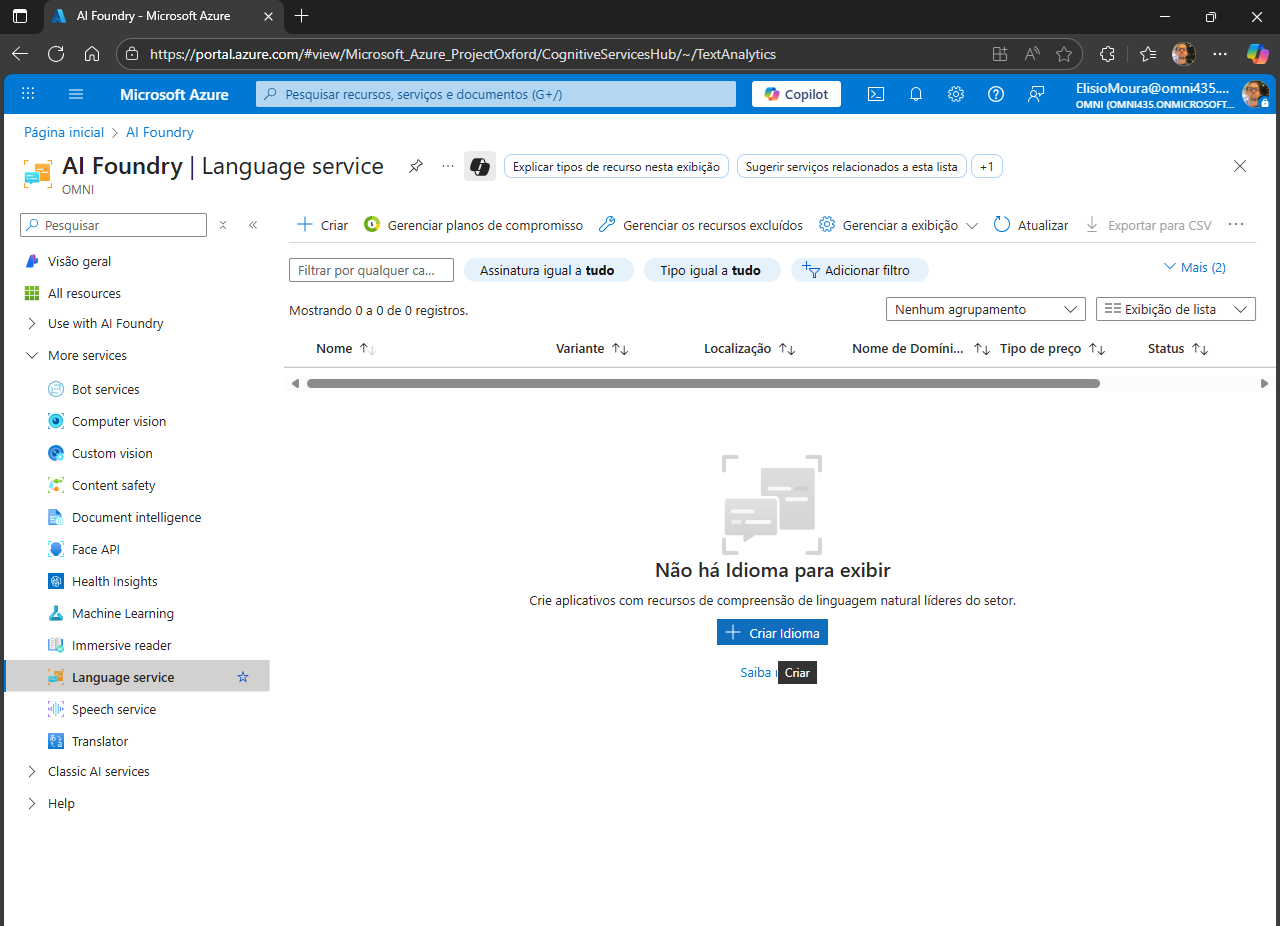 AI Foundry - Microsoft Azure
https://portal.azure.com/#view/Microsoft_Azure_ProjectOxford/CognitiveServicesHub/~/TextAnalytics
Microsoft Azure
Pesquisar recursos, serviços e documentos (G+/)
Copilot
ElisioMoura@omni435....
OMNI (OMNI435.ONMICROSOFT....
Página inicial > AI Foundry
AI Foundry | Language service
OMNI
Explicar tipos de recurso nesta exibição
Sugerir serviços relacionados a esta lista
+1
Pesquisar
Criar
Gerenciar planos de compromisso
Gerenciar os recursos excluídos
Gerenciar a exibição
Atualizar
Exportar para CSV
Filtrar por qualquer ca...
Assinatura igual a tudo
Tipo igual a tudo
Adicionar filtro
Mais (2)
Mostrando 0 a 0 de 0 registros.
Nenhum agrupamento
Exibição de lista
Nome
Variante
Localização
Nome de Domíni...
Tipo de preço
Status
Visão geral
All resources
Use with AI Foundry
More services
Bot services
Computer vision
Custom vision
Content safety
Document intelligence
Face API
Health Insights
Machine Learning
Immersive reader
Language service
Speech service
Translator
Classic AI services
Help
Não há Idioma para exibir
Crie aplicativos com recursos de compreensão de linguagem natural líderes do setor.
Criar Idioma
Saiba
Criar